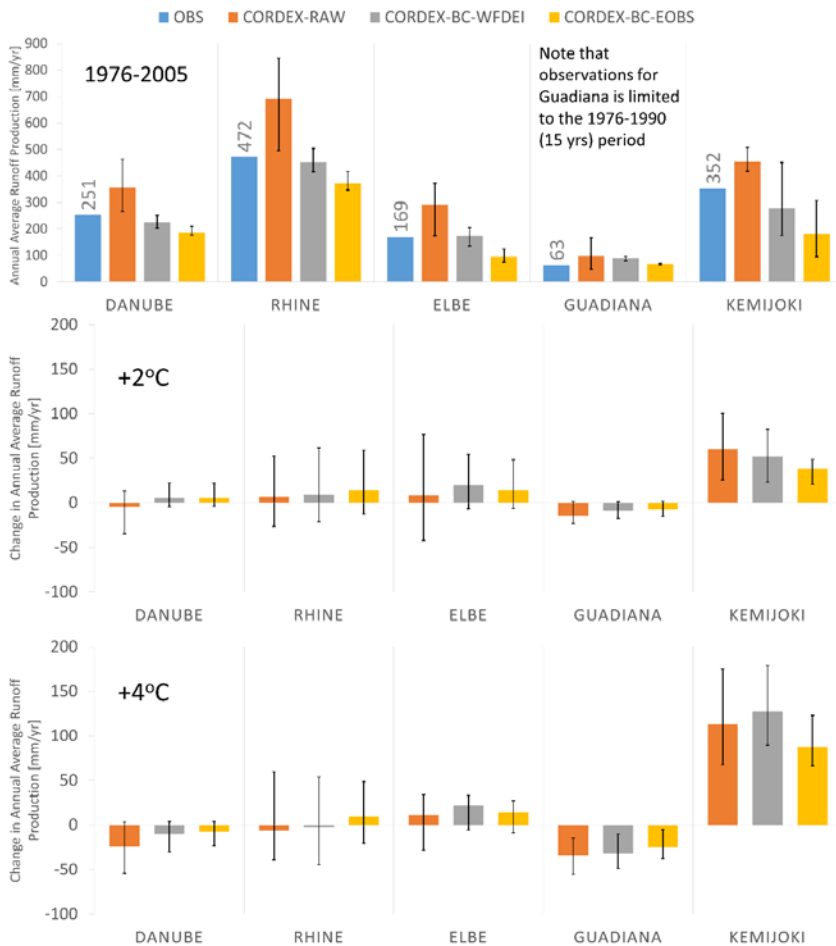 OBS CORDEX-RAW CORDEX-BC-WFDEI CORDEX-BC-EOBS
Annual Average Runoff Production [mm/yr]
900
800
700
600
500
400
300
200
100
0
1976-2005
251
472
169
63
352
Note that
observations for
Guadiana is limited
to the 1976-1990
(15 yrs) period
DANUBE RHINE ELBE GUADIANA KEMIJOKI
Change in Annual Average Runoff
Production [mm/yr]
200
150
100
50
0
-50
-100
+2°C
DANUBE RHINE ELBE GUADIANA KEMIJOKI
Change in Annual Average Runoff
Production [mm/yr]
200
150
100
50
0
-50
-100
+4°C
DANUBE RHINE ELBE GUADIANA KEMIJOKI